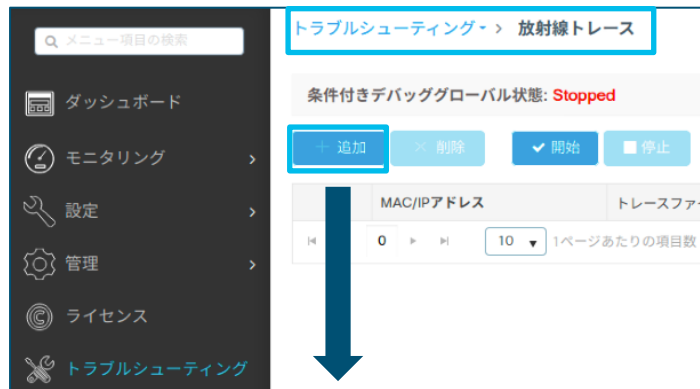 メニュー項目の検索
ダッシュボード
モニタリング
設定
管理
ライセンス
トラブルシューティング
トラブルシューティング > 放射線トレース
条件付きデバッググローバル状態: Stopped
+ 追加
× 削除
✔ 開始
■ 停止
MAC/IPアドレス
トレースファ
0
10
1ページあたりの項目数